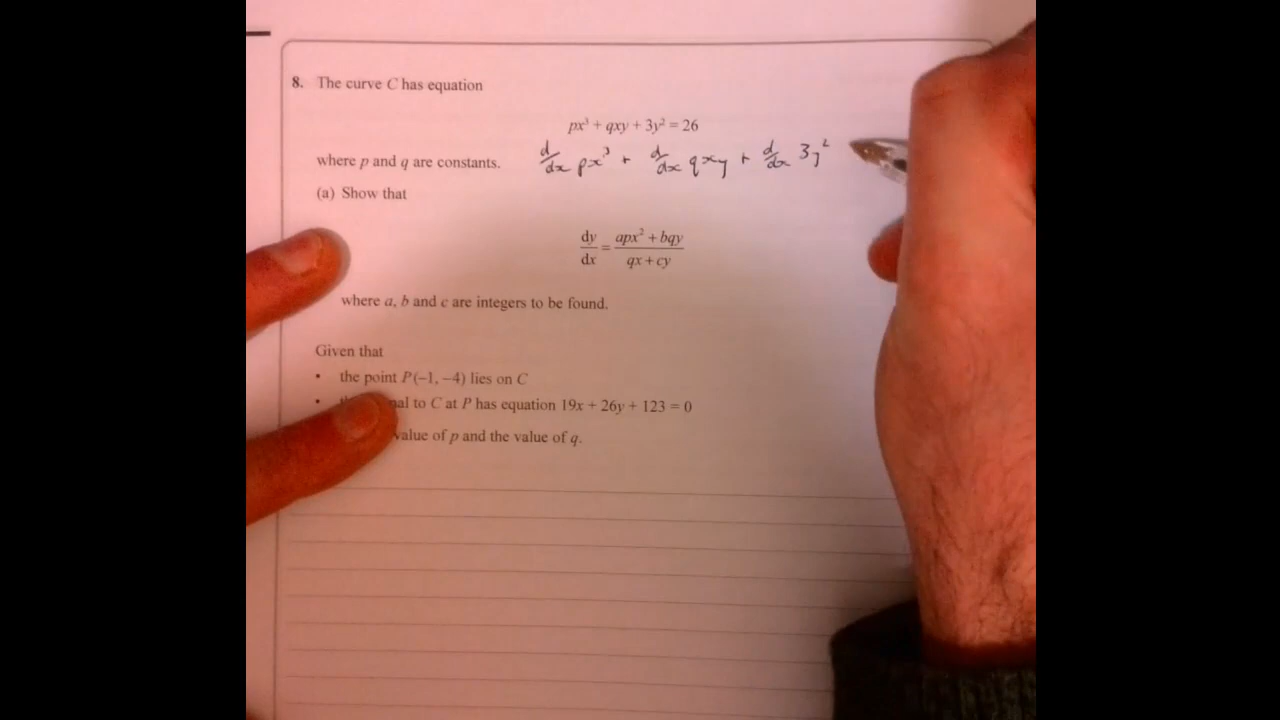 8. The curve C has equation
px³ + qxy + 3y² = 26
d/dx px³ + d/dx qxy + d/dx 3y²
where p and q are constants.
(a) Show that
dy/dx = (apx² + bqy)/(qx + cy)
where a, b and c are integers to be found.
Given that
• the point P(−1, −4) lies on C
• to C at P has equation 19x + 26y + 123 = 0
value of p and the value of q.